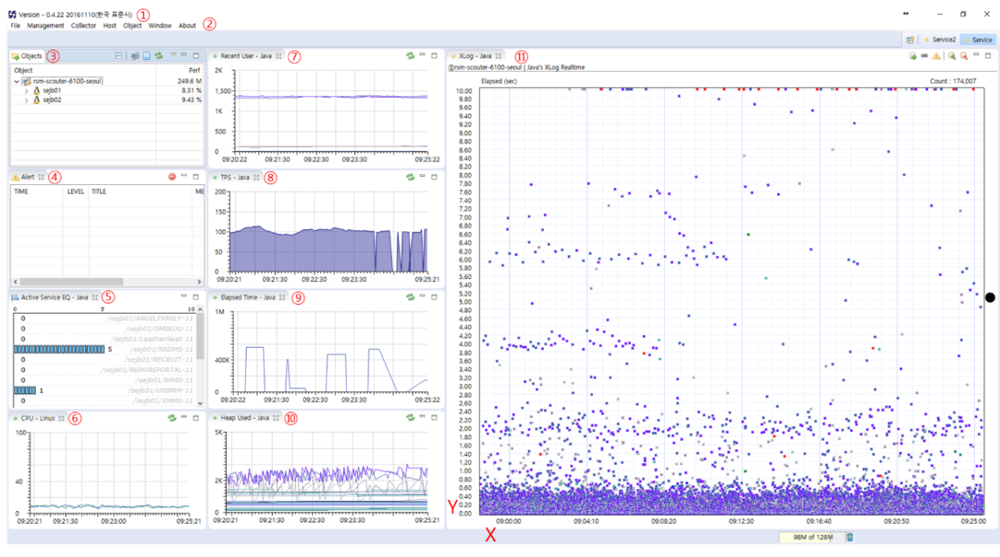 Version - 0.4.22 20161110(한국 표준시) ①
File Management Collector Host Object Window About ②
Service2 Service
Objects ③
Object Perf
rsm-scouter-6100-seoul 249.6 M
sejb01 8.31 %
sejb02 9.43 %
Alert ④
TIME LEVEL TITLE ME
Active Service EQ - Java ⑤
0 5 10
0 /sejb01/ANGELFAMILY-11
0 /sejb01/DMSEDU-11
0 /sejb01/LeatherSeat-11
5 /sejb01/NSDMS-11
0 /sejb01/RECRUIT-11
0 /sejb01/REPAIREPORTAL-11
0 /sejb01/RPMS-11
1 /sejb01/UNIPRM-11
0 /sejb01/XMMS-11
CPU - Linux ⑥
100
40
0
09:20:21 09:21:30 09:23:00 09:25:21
Recent User - Java ⑦
2K
1,500
1K
500
0
09:20:22 09:21:30 09:22:30 09:23:30 09:25:22
TPS - Java ⑧
200
150
100
50
0
09:20:21 09:21:30 09:22:30 09:23:30 09:25:21
Elapsed Time - Java ⑨
1M
400K
0
09:20:22 09:21:30 09:22:30 09:23:30 09:25:22
Heap Used - Java ⑩
5K
2K
0
09:20:21 09:21:30 09:22:30 09:23:30 09:25:21
XLog - Java ⑪
①rsm-scouter-6100-seoul | Java's XLog Realtime
Elapsed (sec) Count : 174,007
10.00
9.80
9.60
9.40
9.20
9.00
8.80
8.60
8.40
8.20
8.00
7.80
7.60
7.40
7.20
7.00
6.80
6.60
6.40
6.20
6.00
5.80
5.60
5.40
5.20
5.00
4.80
4.60
4.40
4.20
4.00
3.80
3.60
3.40
3.20
3.00
2.80
2.60
2.40
2.20
2.00
1.80
1.60
1.40
1.20
1.00
0.80
0.60
0.40
0.20
0.00
Y
09:00:00 09:04:10 09:08:20 09:12:30 09:16:40 09:20:50 09:25:00
X
98M of 128M